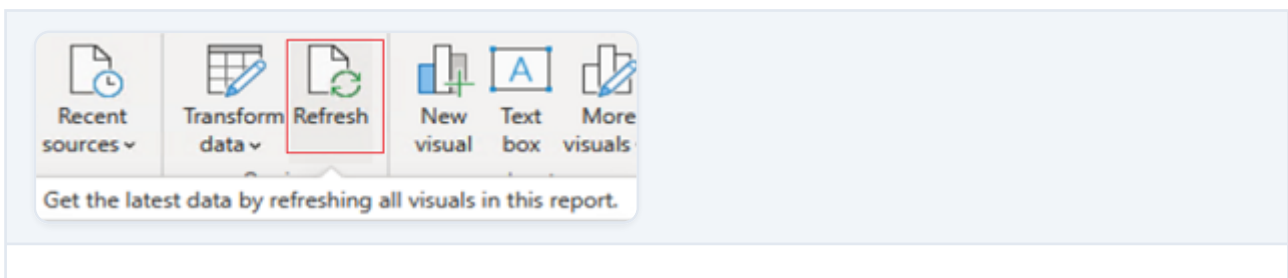 Recent sources
Transform data
Refresh
New visual
A
Text box
More visuals
Get the latest data by refreshing all visuals in this report.